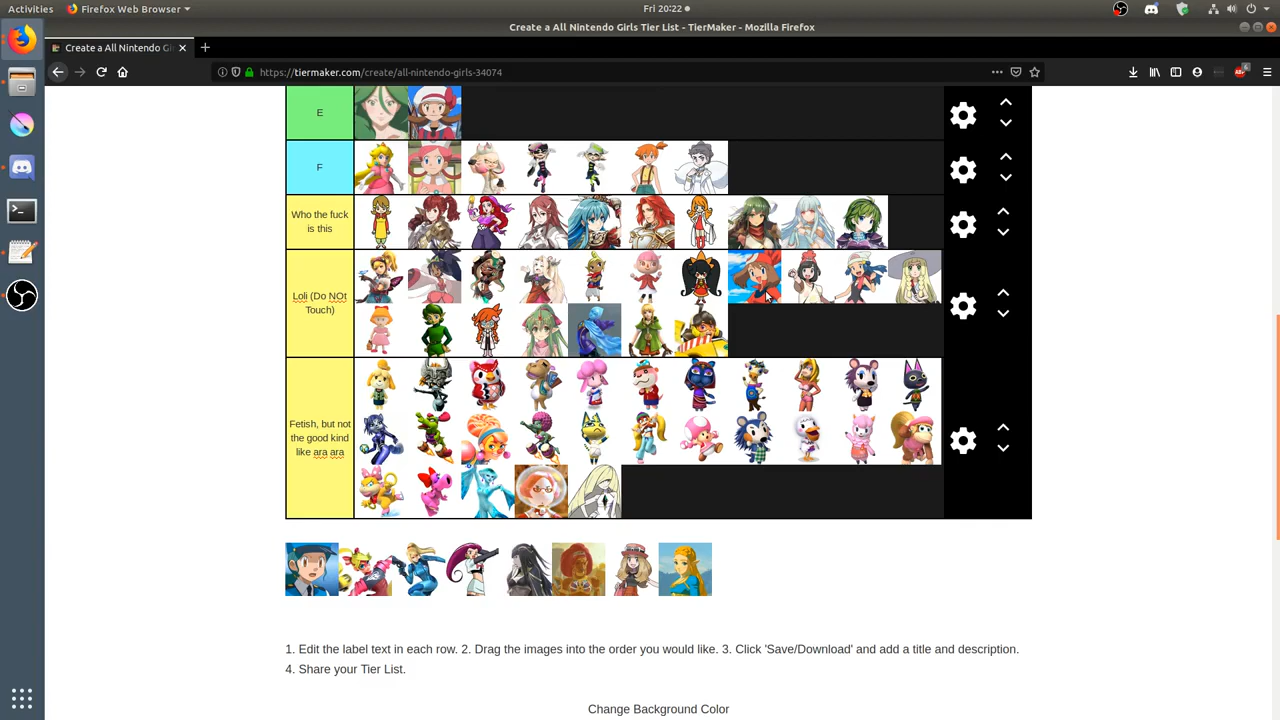 Activities
Firefox Web Browser
Fri 20:22
Create a All Nintendo Girls Tier List - TierMaker - Mozilla Firefox
Create a All Nintendo Gi
https://tiermaker.com/create/all-nintendo-girls-34074
6
E
F
Who the fuck
is this
Loli (Do NOt
Touch)
Fetish, but not
the good kind
like ara ara
1. Edit the label text in each row. 2. Drag the images into the order you would like. 3. Click 'Save/Download' and add a title and description.
4. Share your Tier List.
Change Background Color